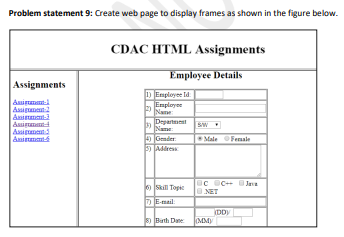 Problem statement 9: Create web page to display frames as shown in the figure below.
CDAC HTML Assignments
Assignments
Assignment-1
Assignment-2
Assignment-3
Assignment-4
Assignment-5
Assignment-6
Employee Details
1) Employee Id:
2) Employee Name:
3) Department Name: S/W
4) Gender: Male Female
5) Address:
6) Skill Topic C C++ Java .NET
7) E-mail:
8) Birth Date: (DD)/ (MM)/